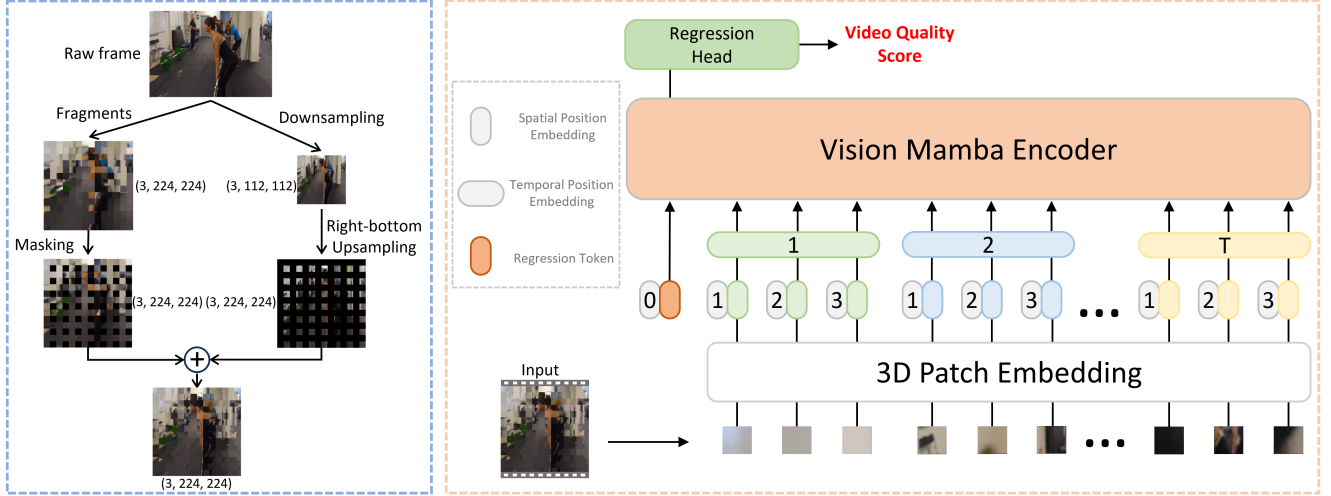 Raw frame
Fragments
Downsampling
(3, 224, 224)
(3, 112, 112)
Masking
Right-bottom
Upsampling
(3, 224, 224)
(3, 224, 224)
+
(3, 224, 224)
Regression
Head
Video Quality
Score
Spatial Position
Embedding
Temporal Position
Embedding
Regression Token
Vision Mamba Encoder
1
2
T
0
1
2
3
1
2
3
...
1
2
3
3D Patch Embedding
Input
...